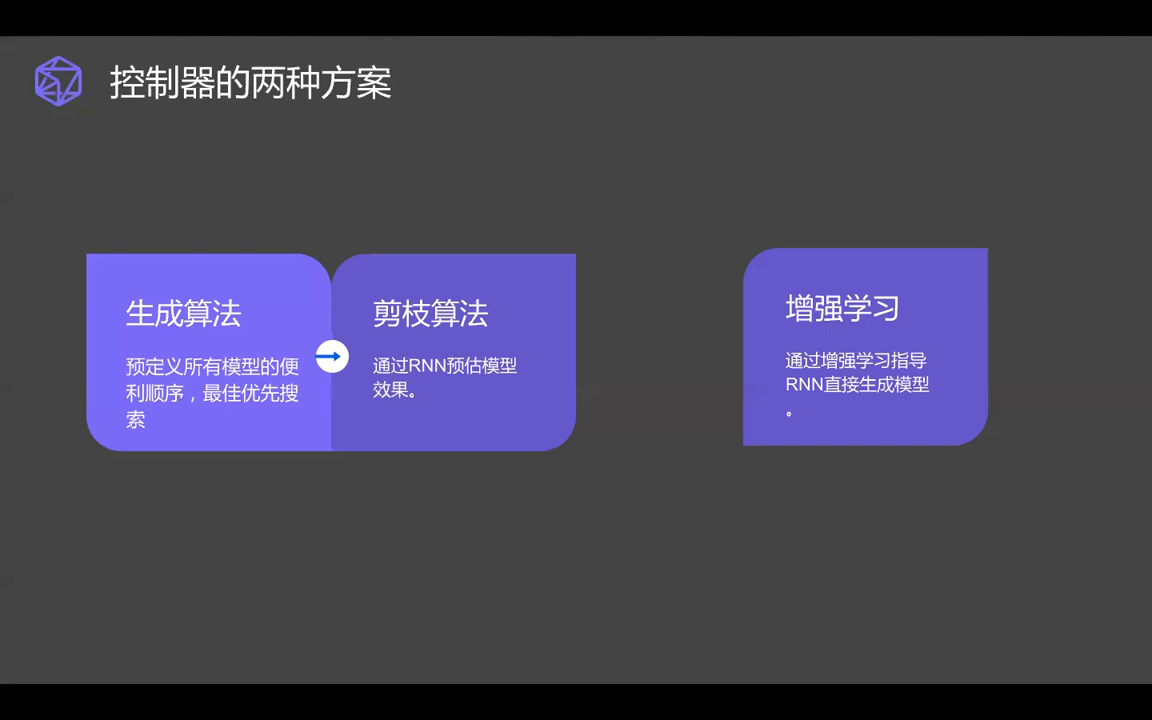 控制器的两种方案
生成算法
预定义所有模型的便
利顺序，最佳优先搜
索
剪枝算法
通过RNN预估模型
效果。
增强学习
通过增强学习指导
RNN直接生成模型
。